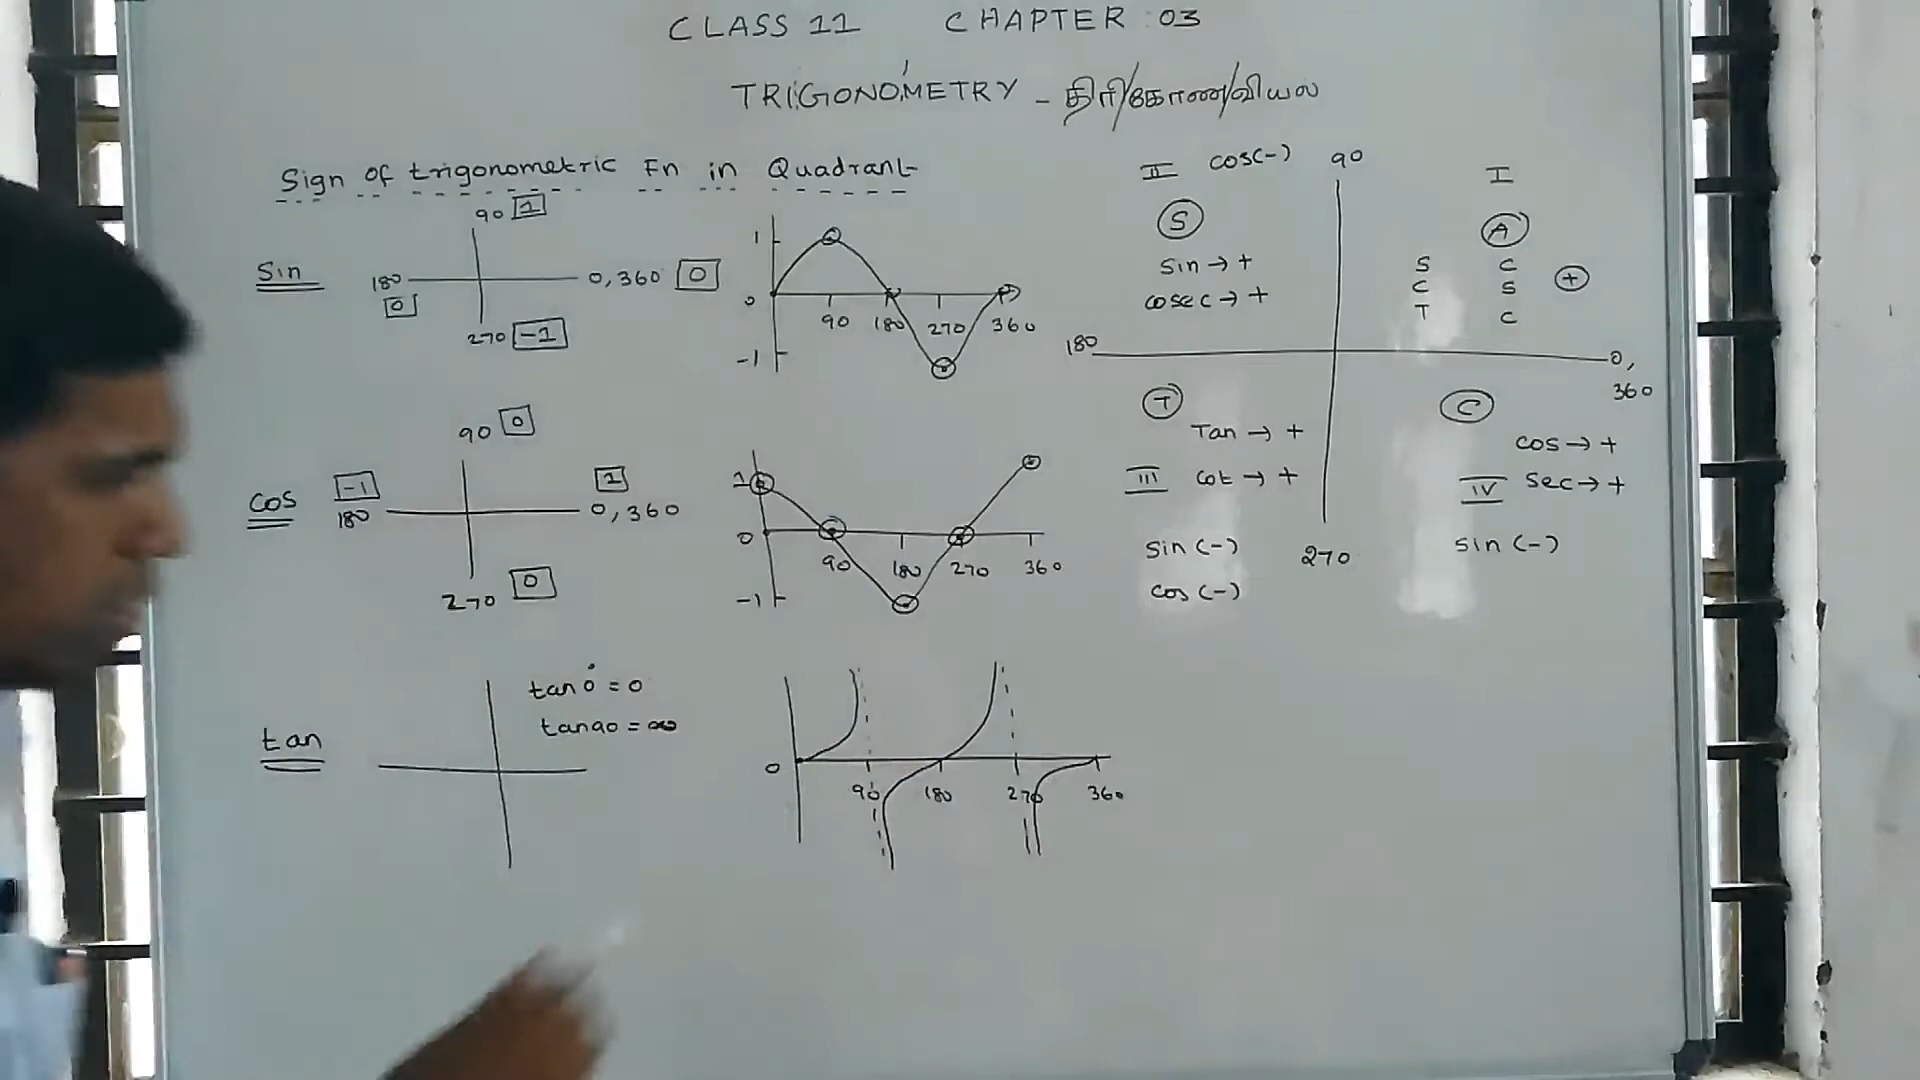 CLASS 11 CHAPTER : 03
TRIGONOMETRY - திரி/கோண/வியல்
Sign of trigonometric Fn in Quadrant
Sin
90 1
180
0
0, 360 0
270 -1
1
0
-1
90 180 270 360
cos
90 0
-1
180
1
0, 360
270 0
1
0
-1
90 180 270 360
tan
tan 0° = 0
tan90 = ∞
0
90 180 270 360
II cos(-) 90 I
S
sin → +
cosec → +
A
S C
C S +
T C
180
0,
360
T
Tan → +
III cot → +
sin (-)
cos (-)
270
C
cos → +
IV Sec → +
sin (-)